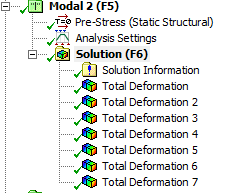 Modal 2 (F5)
Pre-Stress (Static Structural)
Analysis Settings
Solution (F6)
Solution Information
Total Deformation
Total Deformation 2
Total Deformation 3
Total Deformation 4
Total Deformation 5
Total Deformation 6
Total Deformation 7